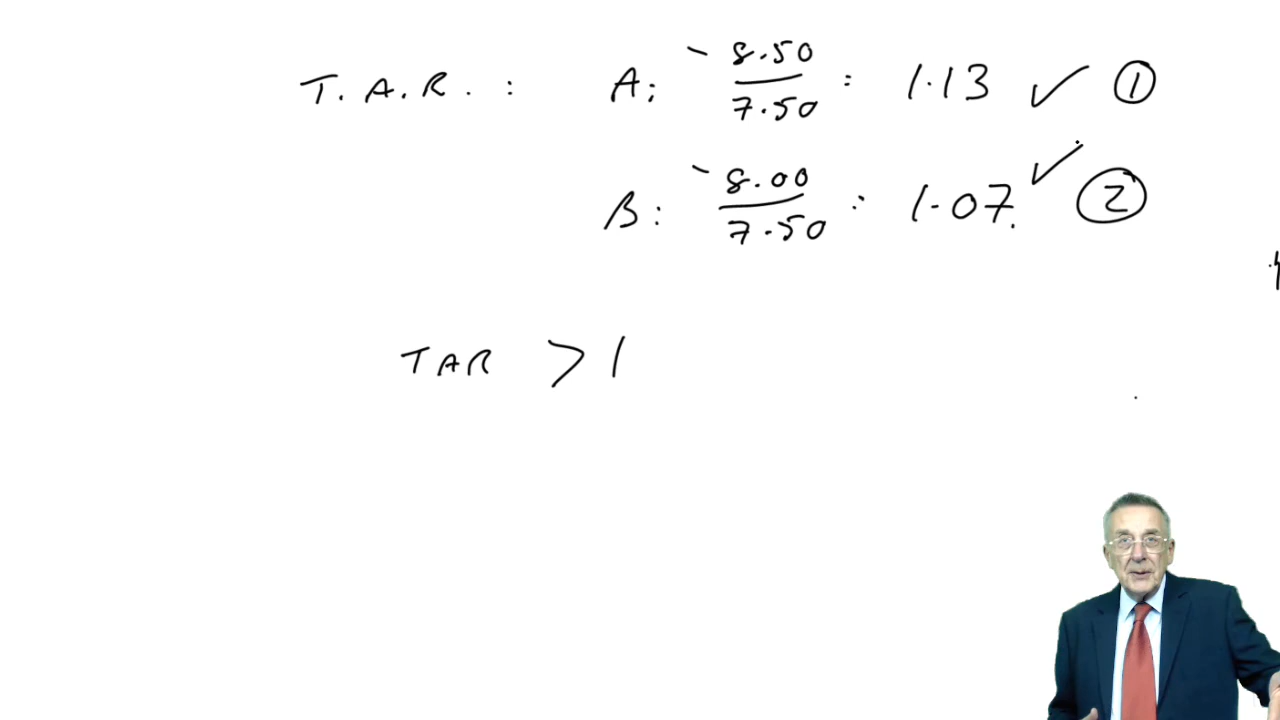 T.A.R. : A: 8.50 / 7.50 : 1.13 ✓ ①
B: 8.00 / 7.50 : 1.07. ✓ ②
TAR > 1